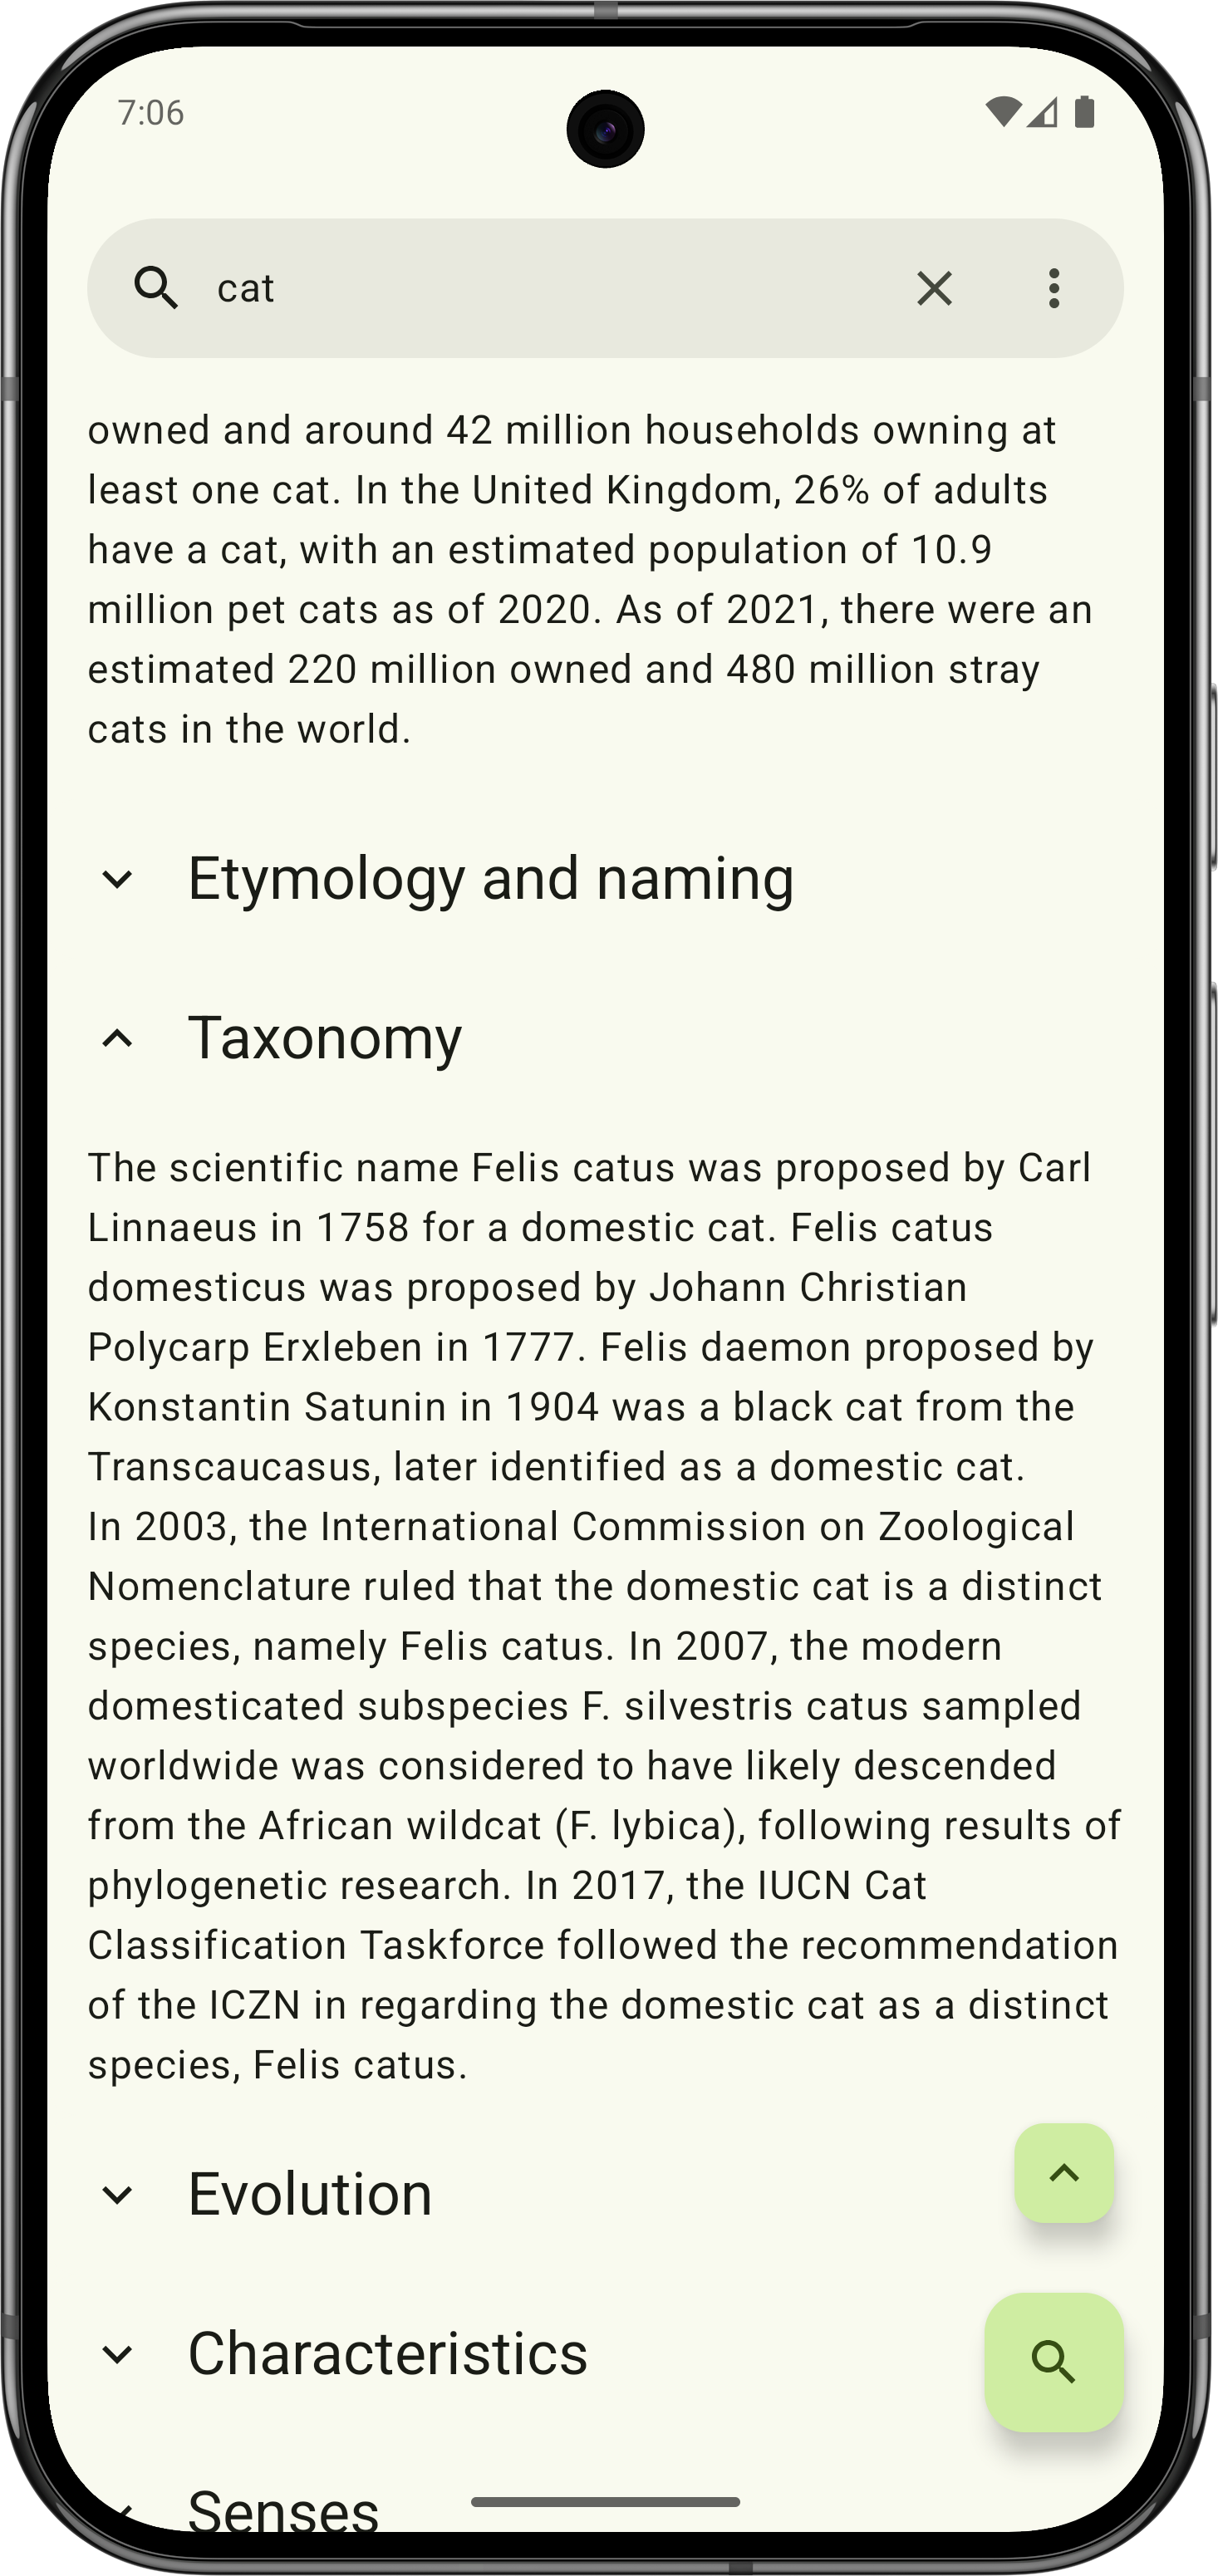 7:06
cat
owned and around 42 million households owning at
least one cat. In the United Kingdom, 26% of adults
have a cat, with an estimated population of 10.9
million pet cats as of 2020. As of 2021, there were an
estimated 220 million owned and 480 million stray
cats in the world.
Etymology and naming
Taxonomy
The scientific name Felis catus was proposed by Carl
Linnaeus in 1758 for a domestic cat. Felis catus
domesticus was proposed by Johann Christian
Polycarp Erxleben in 1777. Felis daemon proposed by
Konstantin Satunin in 1904 was a black cat from the
Transcaucasus, later identified as a domestic cat.
In 2003, the International Commission on Zoological
Nomenclature ruled that the domestic cat is a distinct
species, namely Felis catus. In 2007, the modern
domesticated subspecies F. silvestris catus sampled
worldwide was considered to have likely descended
from the African wildcat (F. lybica), following results of
phylogenetic research. In 2017, the IUCN Cat
Classification Taskforce followed the recommendation
of the ICZN in regarding the domestic cat as a distinct
species, Felis catus.
Evolution
Characteristics
Senses